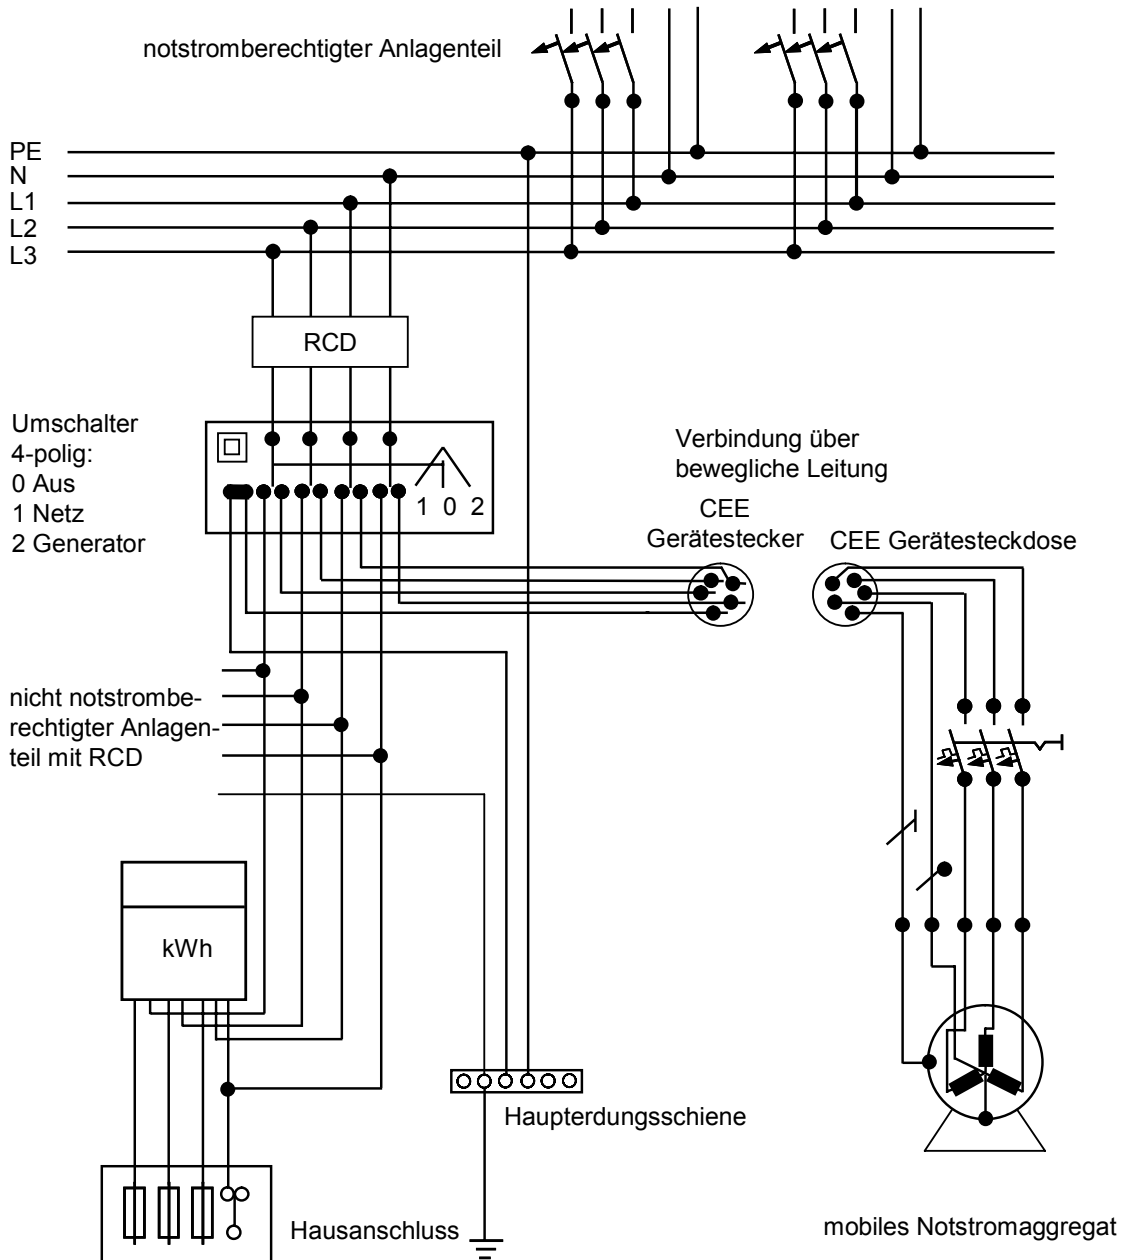 notstromberechtigter Anlagenteil
PE
N
L1
L2
L3
RCD
Umschalter
4-polig:
0 Aus
1 Netz
2 Generator
1 0 2
Verbindung über
bewegliche Leitung
CEE
Gerätestecker
CEE Gerätesteckdose
nicht notstrombe-
rechtigter Anlagen-
teil mit RCD
kWh
Haupterdungsschiene
Hausanschluss
mobiles Notstromaggregat